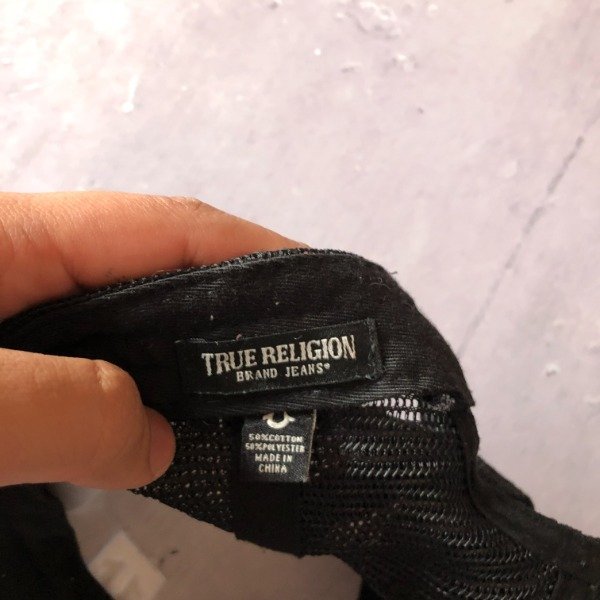 TRUE RELIGION
BRAND JEANS®
50%COTTON
50%POLYESTER
MADE IN
CHINA